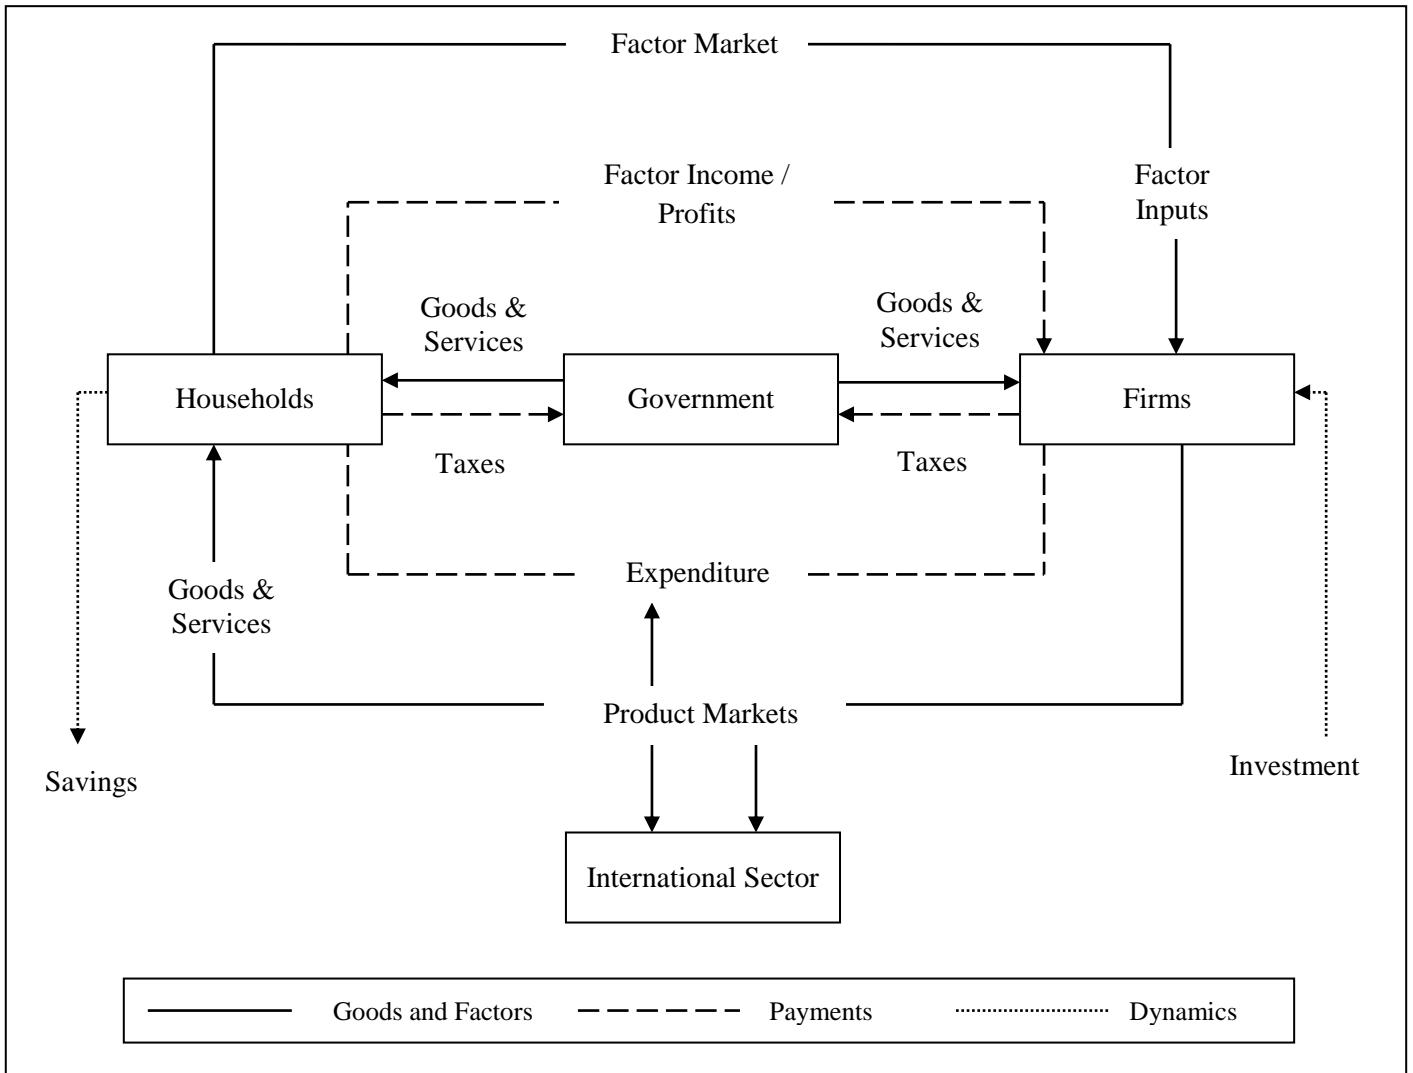 Factor Market
Factor Income /
Profits
Factor
Inputs
Goods &
Services
Goods &
Services
Households
Government
Firms
Taxes
Taxes
Expenditure
Goods &
Services
Product Markets
Savings
Investment
International Sector
Goods and Factors
Payments
Dynamics